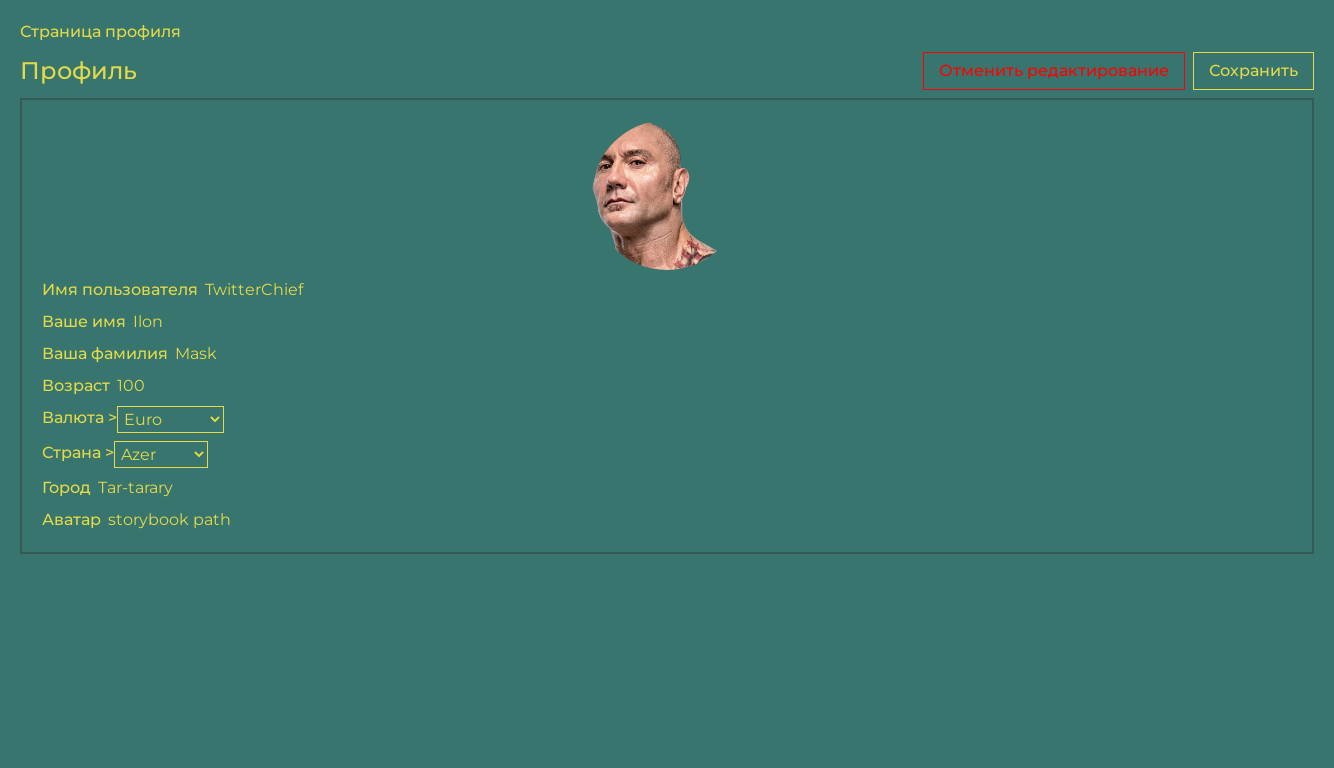 Страница профиля
Профиль
Отменить редактирование
Сохранить
Имя пользователя TwitterChief
Ваше имя Ilon
Ваша фамилия Mask
Возраст 100
Валюта > Euro
Страна > Azer
Город Tar-tarary
Аватар storybook path